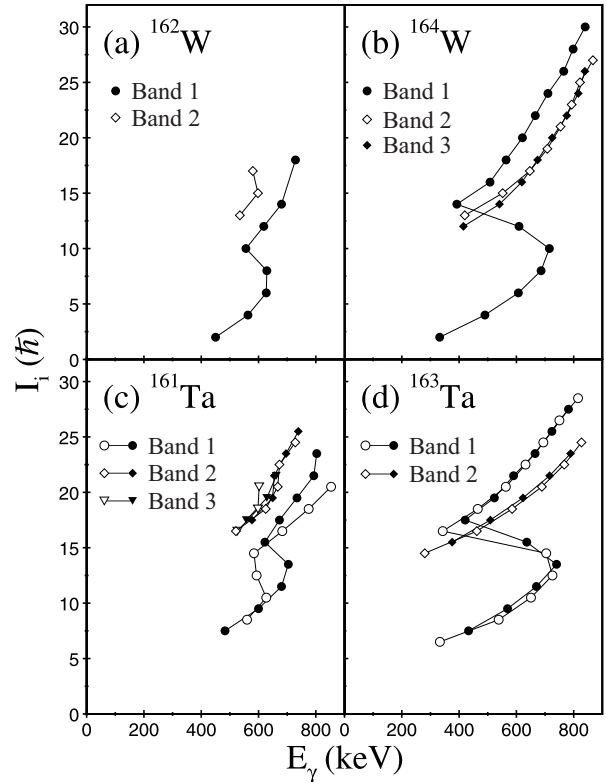 (a) ¹⁶²W
Band 1
Band 2
(b) ¹⁶⁴W
Band 1
Band 2
Band 3
30
25
20
15
10
5
0
Iᵢ (ℏ)
(c) ¹⁶¹Ta
Band 1
Band 2
Band 3
(d) ¹⁶³Ta
Band 1
Band 2
30
25
20
15
10
5
0
0 200 400 600 800 0 200 400 600 800
Eᵧ (keV)